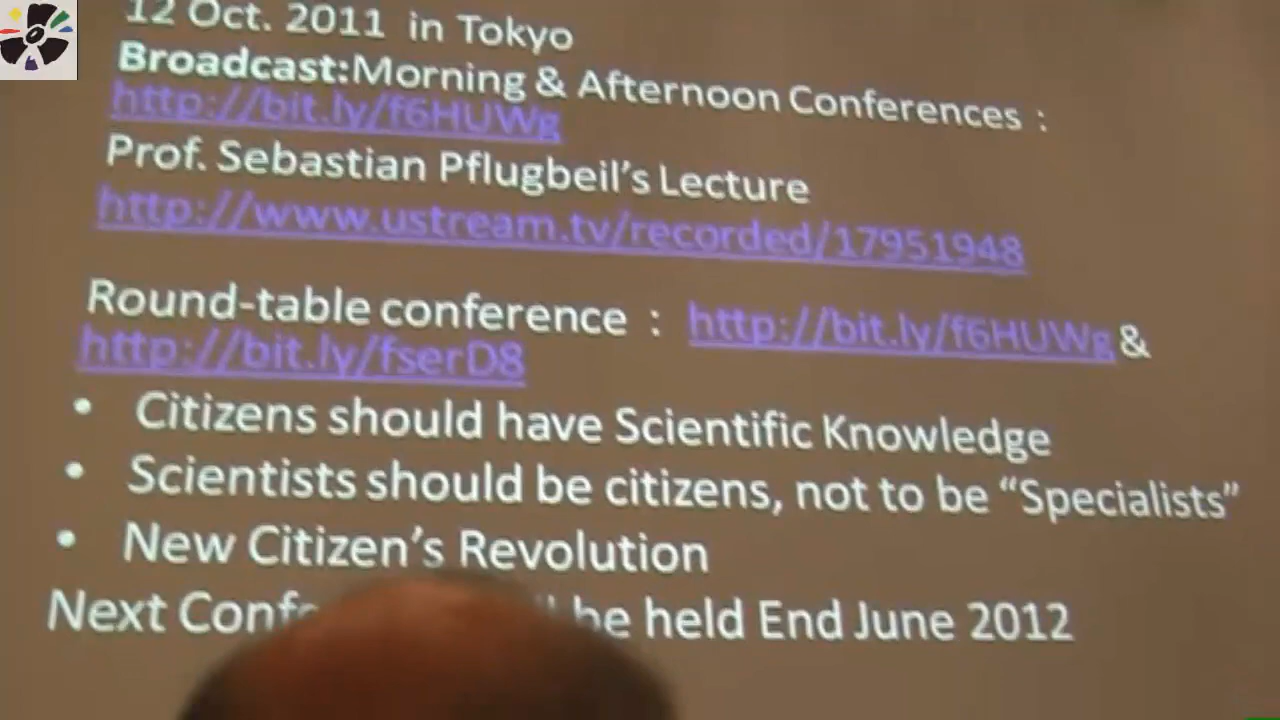 12 Oct. 2011 in Tokyo
Broadcast:Morning & Afternoon Conferences :
http://bit.ly/f6HUWg
Prof. Sebastian Pflugbeil's Lecture
http://www.ustream.tv/recorded/17951948
Round-table conference : http://bit.ly/f6HUWg &
http://bit.ly/fserD8
• Citizens should have Scientific Knowledge
• Scientists should be citizens, not to be “Specialists”
• New Citizen's Revolution
Next be held End June 2012